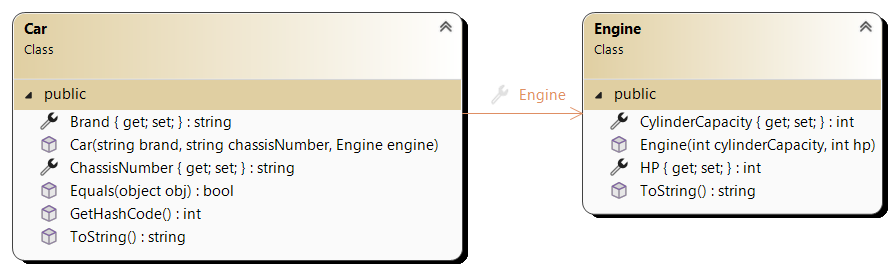 Car
Class
public
Brand { get; set; } : string
Car(string brand, string chassisNumber, Engine engine)
ChassisNumber { get; set; } : string
Equals(object obj) : bool
GetHashCode() : int
ToString() : string
Engine
Engine
Class
public
CylinderCapacity { get; set; } : int
Engine(int cylinderCapacity, int hp)
HP { get; set; } : int
ToString() : string